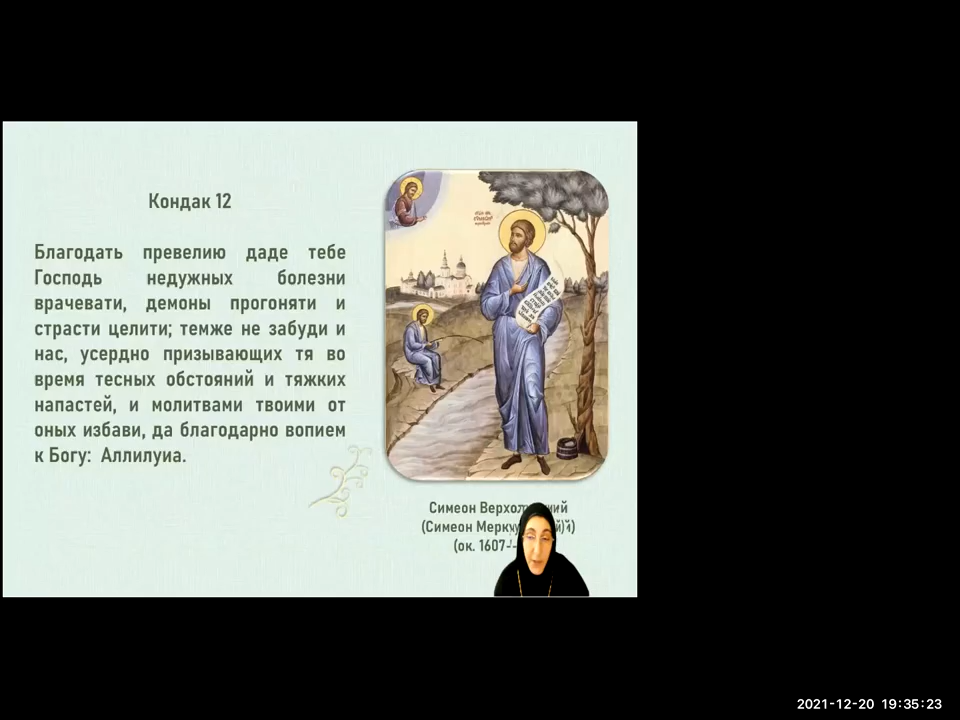 Кондак 12
Благодать превелию даде тебе
Господь недужных болезни
врачевати, демоны прогоняти и
страсти целити; темже не забуди и
нас, усердно призывающих тя во
время тесных обстояний и тяжких
напастей, и молитвами твоими от
оных избави, да благодарно вопием
к Богу: Аллилуиа.
Симеон
(Симеон
(ок. 1607-
2021-12-20 19:35:23